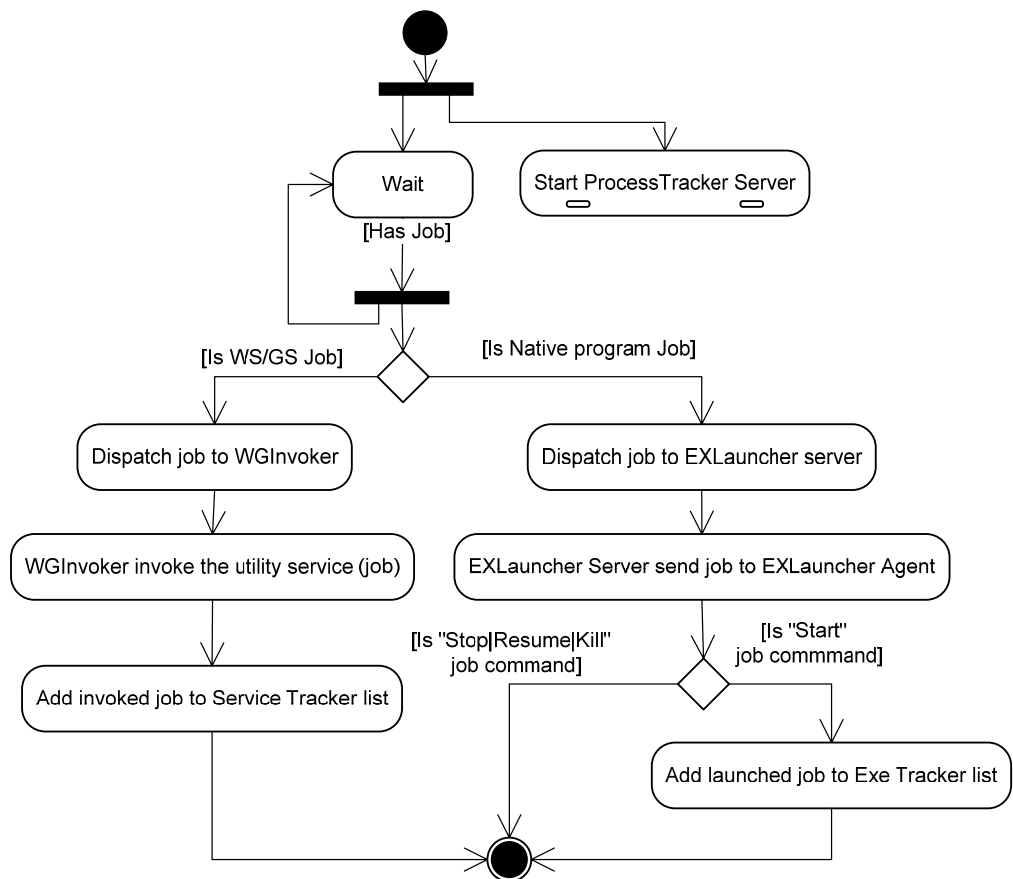 Wait
Start ProcessTracker Server
[Has Job]
[Is WS/GS Job]
[Is Native program Job]
Dispatch job to WGInvoker
Dispatch job to EXLauncher server
WGInvoker invoke the utility service (job)
EXLauncher Server send job to EXLauncher Agent
[Is "Stop|Resume|Kill"
job command]
[Is "Start"
job commmand]
Add invoked job to Service Tracker list
Add launched job to Exe Tracker list